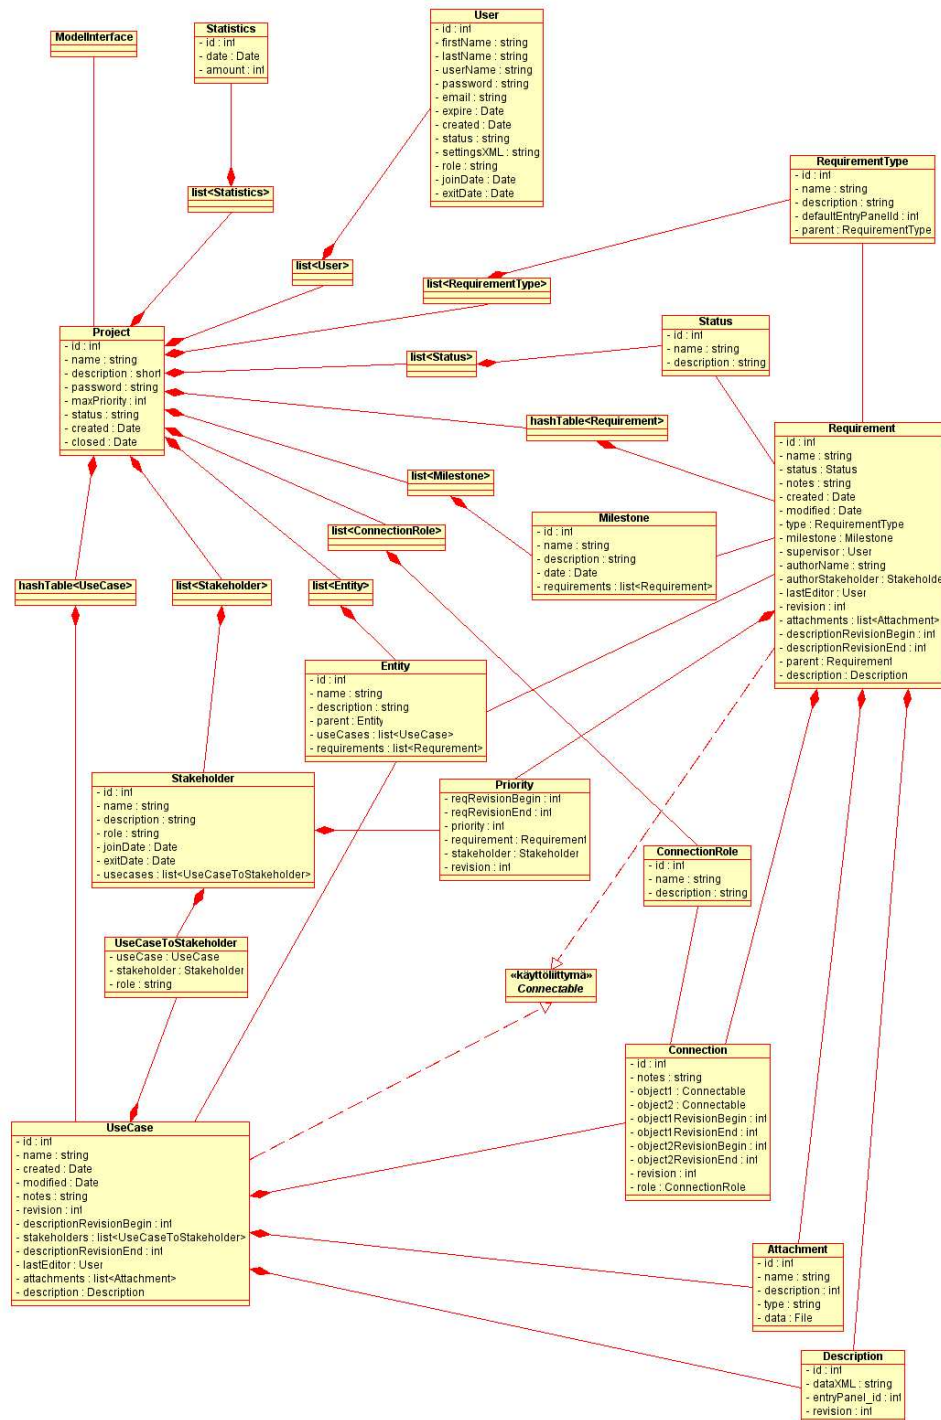 ModelInterface
Statistics
- id : int
- date : Date
- amount : int
User
- id : int
- firstName : string
- lastName : string
- userName : string
- password : string
- email : string
- expire : Date
- created : Date
- status : string
- settingsXML : string
- role : string
- joinDate : Date
- exitDate : Date
RequirementType
- id : int
- name : string
- description : string
- defaultEntryPanelId : int
- parent : RequirementType
list<Statistics>
list<User>
list<RequirementType>
Project
- id : int
- name : string
- description : short
- password : string
- maxPriority : int
- status : string
- created : Date
- closed : Date
list<Status>
Status
- id : int
- name : string
- description : string
hashTable<Requirement>
Requirement
- id : int
- name : string
- status : Status
- notes : string
- created : Date
- modified : Date
- type : RequirementType
- milestone : Milestone
- supervisor : User
- authorName : string
- authorStakeholder : Stakeholde
- lastEditor : User
- revision : int
- attachments : list<Attachment>
- descriptionRevisionBegin : int
- descriptionRevisionEnd : int
- parent : Requirement
- description : Description
list<Milestone>
Milestone
- id : int
- name : string
- description : string
- date : Date
- requirements : list<Requirement>
list<ConnectionRole>
hashTable<UseCase>
list<Stakeholder>
list<Entity>
Entity
- id : int
- name : string
- description : string
- parent : Entity
- useCases : list<UseCase>
- requirements : list<Requrement>
Stakeholder
- id : int
- name : string
- description : string
- role : string
- joinDate : Date
- exitDate : Date
- usecases : list<UseCaseToStakeholder>
Priority
- reqRevisionBegin : int
- reqRevisionEnd : int
- priority : int
- requirement : Requirement
- stakeholder : Stakeholder
- revision : int
ConnectionRole
- id : int
- name : string
- description : string
UseCaseToStakeholder
- useCase : UseCase
- stakeholder : Stakeholder
- role : string
«käyttöliittymä»
Connectable
Connection
- id : int
- notes : string
- object1 : Connectable
- object2 : Connectable
- object1RevisionBegin : int
- object1RevisionEnd : int
- object2RevisionBegin : int
- object2RevisionEnd : int
- revision : int
- role : ConnectionRole
UseCase
- id : int
- name : string
- created : Date
- modified : Date
- notes : string
- revision : int
- descriptionRevisionBegin : int
- stakeholders : list<UseCaseToStakeholder>
- descriptionRevisionEnd : int
- lastEditor : User
- attachments : list<Attachment>
- description : Description
Attachment
- id : int
- name : string
- description : int
- type : string
- data : File
Description
- id : int
- dataXML : string
- entryPanel_id : int
- revision : int